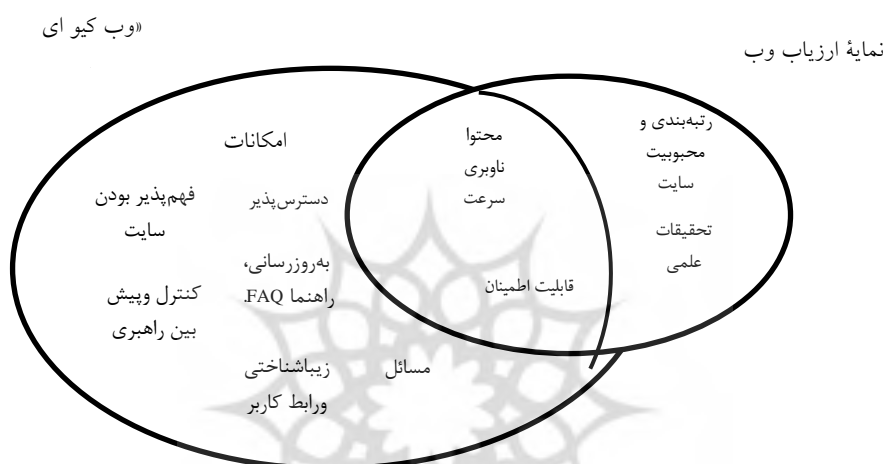 «وب کیو ای
نمایهٔ ارزیاب وب
رتبه‌بندی و
محبوبیت
سایت
تحقیقات
علمی
محتوا
ناوبری
سرعت
قابلیت اطمینان
امکانات
دسترس‌پذیر
فهم‌پذیر بودن
سایت
به‌روزرسانی،
راهنما FAQ.
کنترل وپیش
بین راهبری
مسائل زیباشناختی
ورابط کاربر